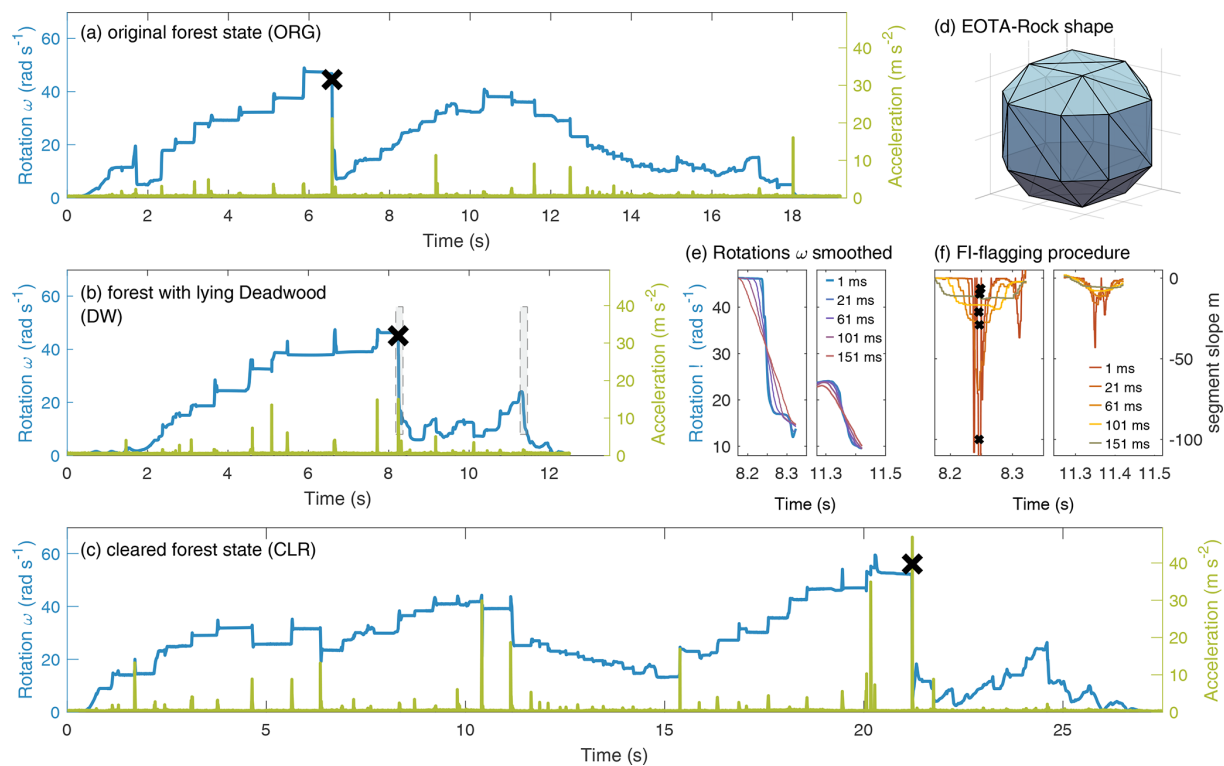 (a) original forest state (ORG)
Rotation ω (rad s⁻¹)
60
40
20
0
Acceleration (m s⁻²)
40
30
20
10
0
0 2 4 6 8 10 12 14 16 18
Time (s)
(d) EOTA-Rock shape
(b) forest with lying Deadwood
(DW)
Rotation ω (rad s⁻¹)
60
40
20
0
Acceleration (m s⁻²)
40
30
20
10
0
0 2 4 6 8 10 12
Time (s)
(e) Rotations ω smoothed
Rotation ! (rad s⁻¹)
40
30
20
10
1 ms
21 ms
61 ms
101 ms
151 ms
8.2 8.3 11.3 11.5
Time (s)
(f) FI-flagging procedure
0
-50
-100
segment slope m
1 ms
21 ms
61 ms
101 ms
151 ms
8.2 8.3 11.3 11.4 11.5
Time (s)
(c) cleared forest state (CLR)
Rotation ω (rad s⁻¹)
60
40
20
0
Acceleration (m s⁻²)
40
30
20
10
0
0 5 10 15 20 25
Time (s)